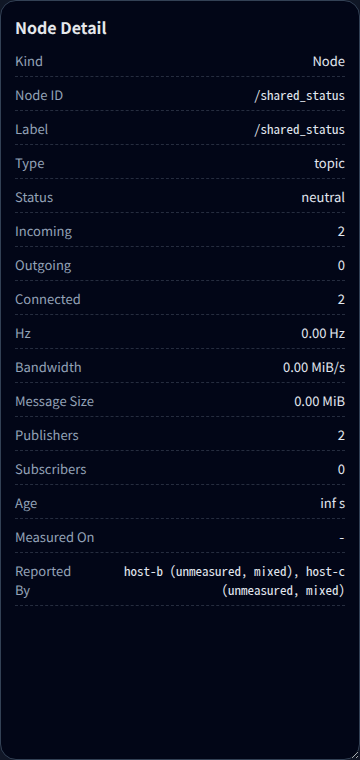 Node Detail
Kind Node
Node ID /shared_status
Label /shared_status
Type topic
Status neutral
Incoming 2
Outgoing 0
Connected 2
Hz 0.00 Hz
Bandwidth 0.00 MiB/s
Message Size 0.00 MiB
Publishers 2
Subscribers 0
Age inf s
Measured On -
Reported host-b (unmeasured, mixed), host-c
By (unmeasured, mixed)